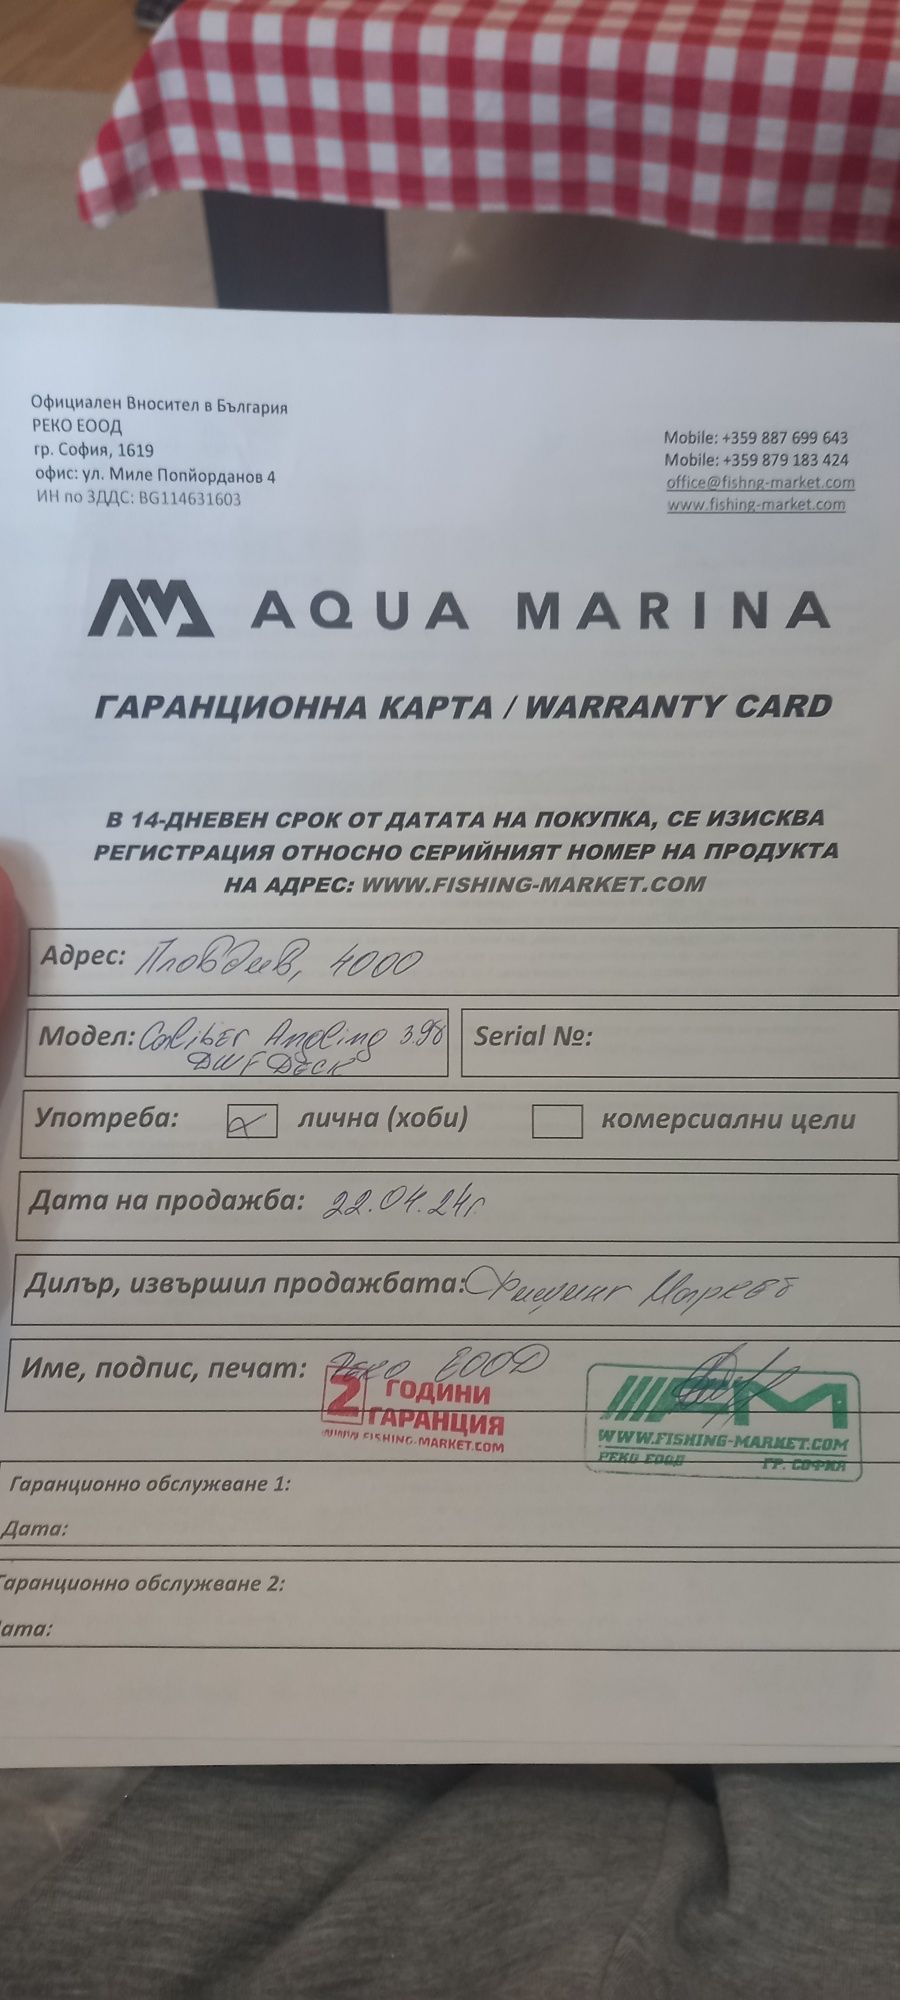 Официален Вносител в България
РЕКО ЕООД
гр. София, 1619
офис: ул. Миле Попйорданов 4
ИН по ЗДДС: BG114631603
Mobile: +359 887 699 643
Mobile: +359 879 183 424
office@fishng-market.com
www.fishing-market.com
AM AQUA MARINA
ГАРАНЦИОННА КАРТА / WARRANTY CARD
В 14-ДНЕВЕН СРОК ОТ ДАТАТА НА ПОКУПКА, СЕ ИЗИСКВА
РЕГИСТРАЦИЯ ОТНОСНО СЕРИЙНИЯТ НОМЕР НА ПРОДУКТА
НА АДРЕС: WWW.FISHING-MARKET.COM
Адрес: Пловдив, 4000
Модел: Caliber Angling 3.98
DWF DECK
Serial №:
Употреба: лична (хоби) комерсиални цели
Дата на продажба: 22.04.24г.
Дилър, извършил продажбата: Фишинг Маркет
Име, подпис, печат: Реко ЕООД
2 ГОДИНИ
ГАРАНЦИЯ
WWW.FISHING-MARKET.COM
FM
WWW.FISHING-MARKET.COM
РЕКО ЕООД ГР. СОФИЯ
Гаранционно обслужване 1:
Дата:
Гаранционно обслужване 2:
ата: